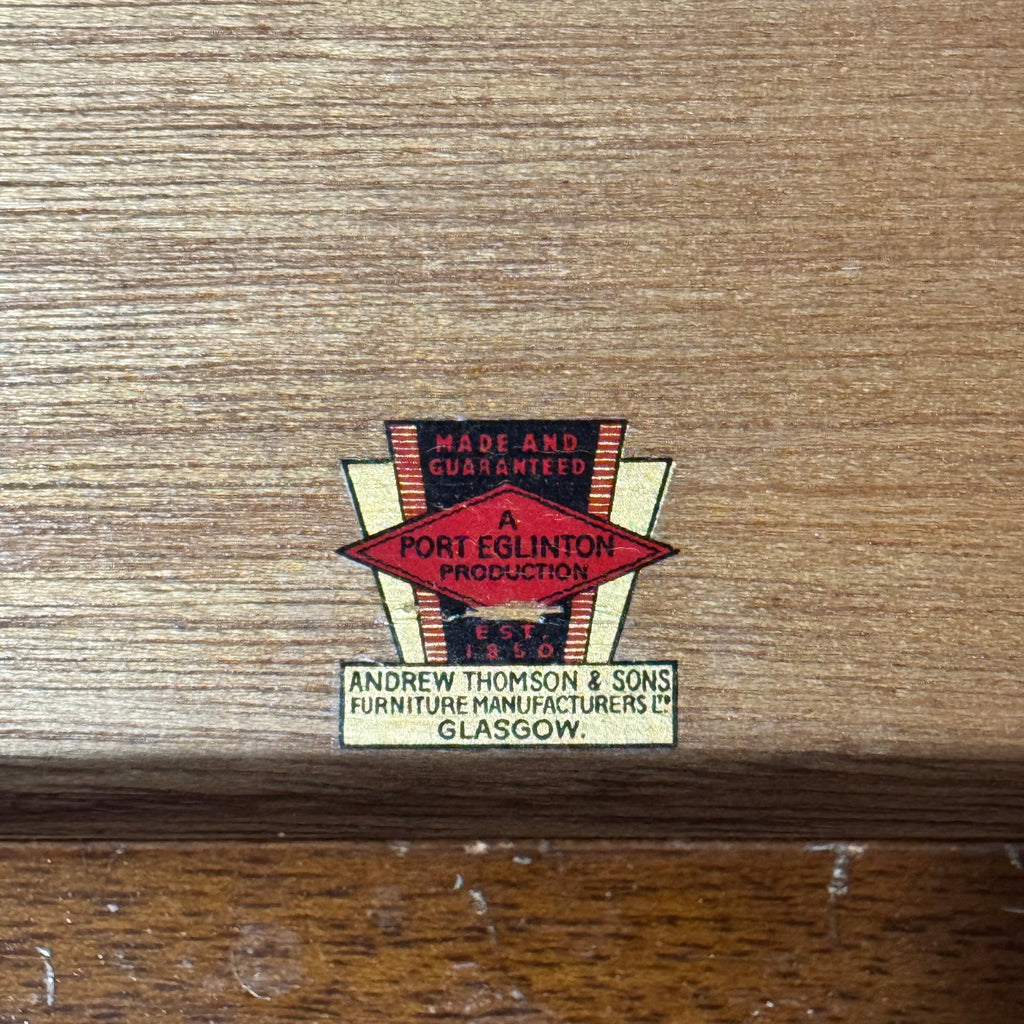 MADE AND
GUARANTEED
A
PORT EGLINTON
PRODUCTION
EST.
1850
ANDREW THOMSON & SONS
FURNITURE MANUFACTURERS LTD
GLASGOW.